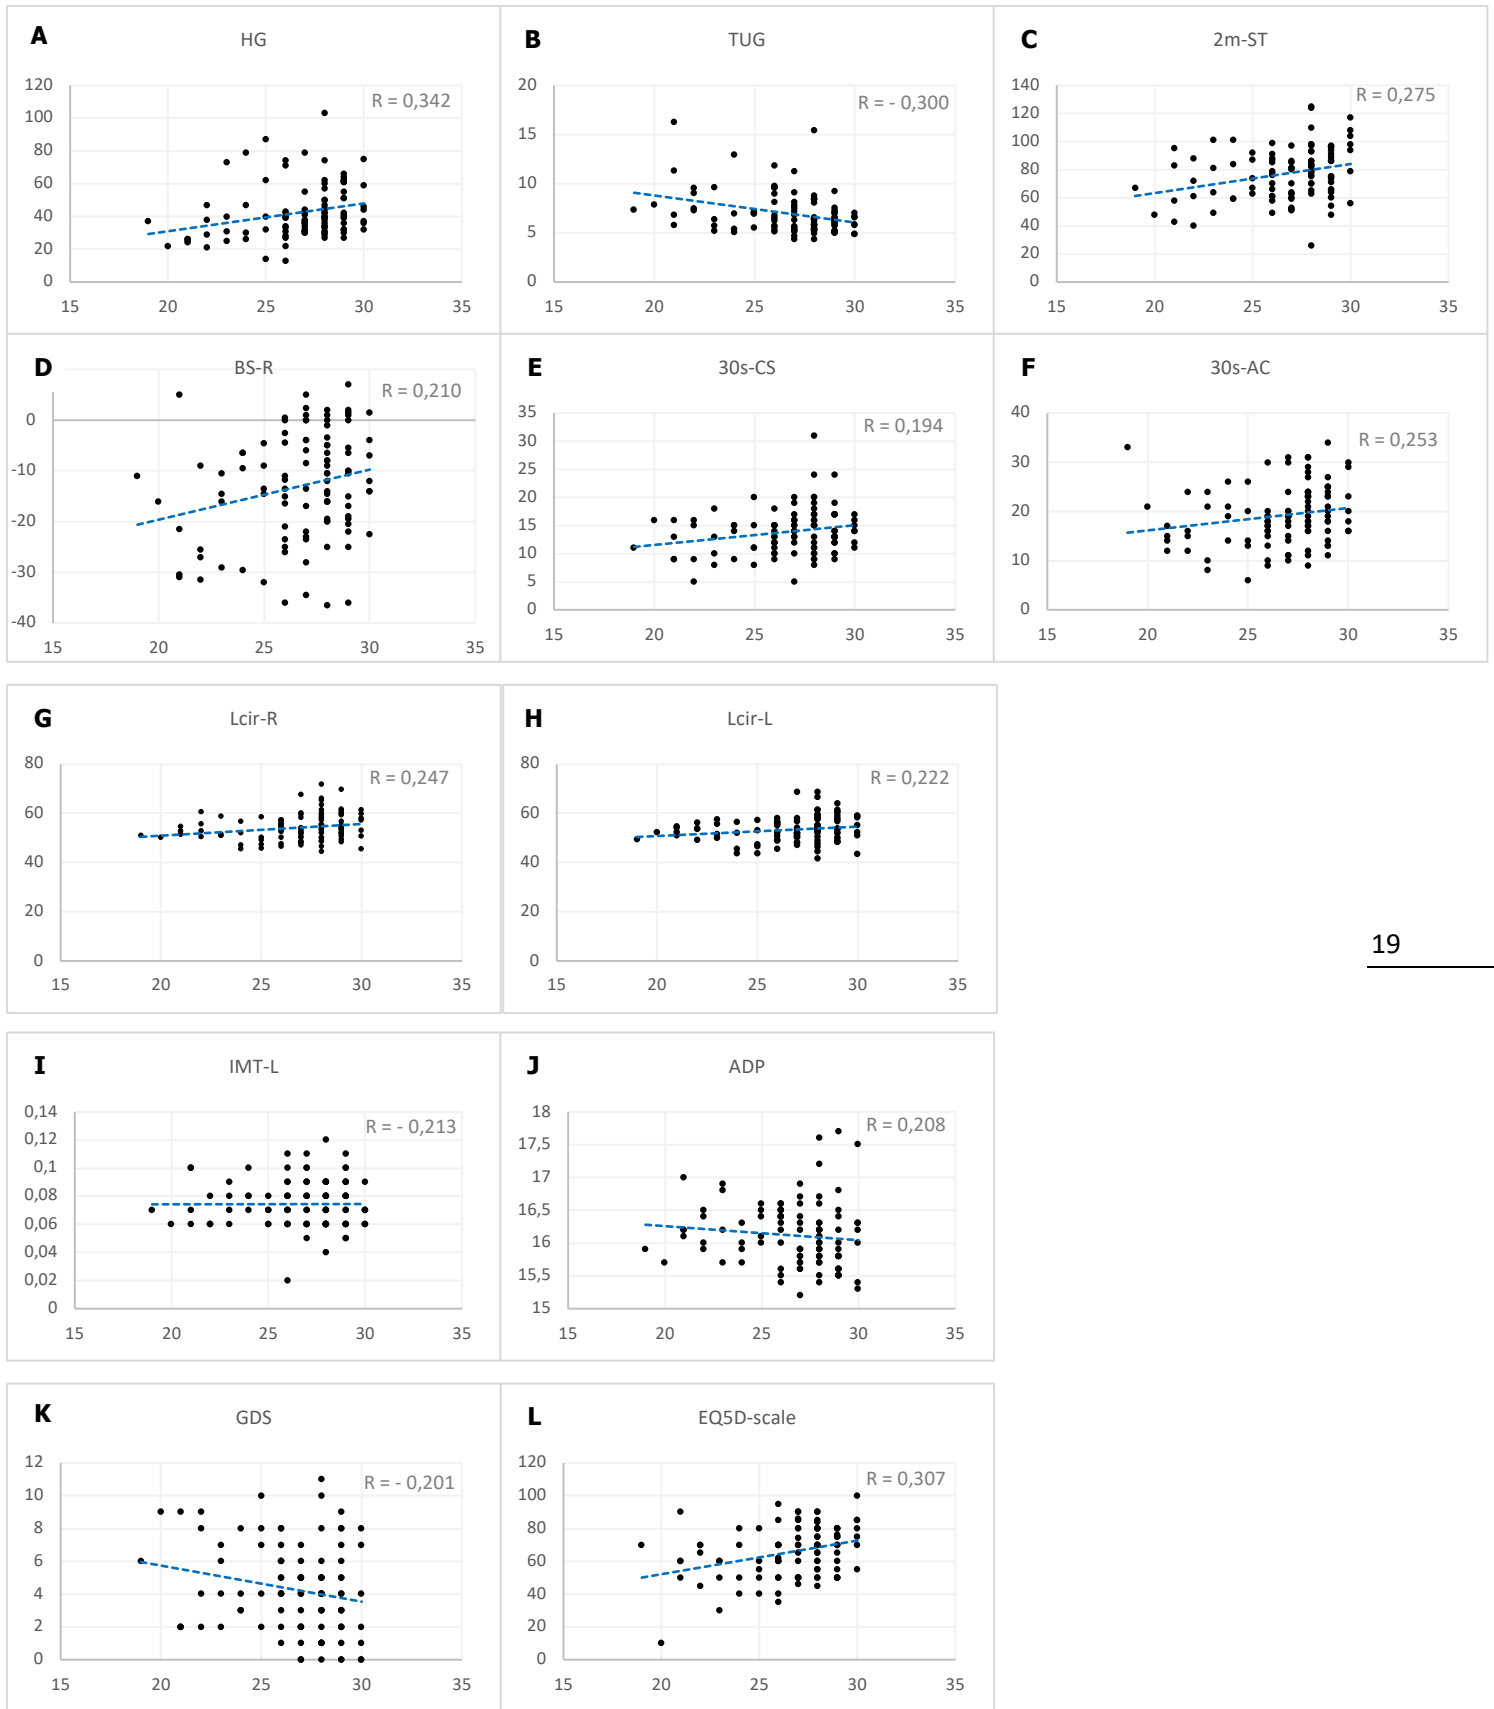 A HG
R = 0,342
120
100
80
60
40
20
0
15 20 25 30 35
B TUG
R = - 0,300
20
15
10
5
0
15 20 25 30 35
C 2m-ST
R = 0,275
140
120
100
80
60
40
20
0
15 20 25 30 35
D BS-R
R = 0,210
0
-10
-20
-30
-40
15 20 25 30 35
E 30s-CS
R = 0,194
35
30
25
20
15
10
5
0
15 20 25 30 35
F 30s-AC
R = 0,253
40
30
20
10
0
15 20 25 30 35
G Lcir-R
R = 0,247
80
60
40
20
0
15 20 25 30 35
H Lcir-L
R = 0,222
80
60
40
20
0
15 20 25 30 35
19
I IMT-L
R = - 0,213
0,14
0,12
0,1
0,08
0,06
0,04
0,02
0
15 20 25 30 35
J ADP
R = 0,208
18
17,5
17
16,5
16
15,5
15
15 20 25 30 35
K GDS
R = - 0,201
12
10
8
6
4
2
0
15 20 25 30 35
L EQ5D-scale
R = 0,307
120
100
80
60
40
20
0
15 20 25 30 35